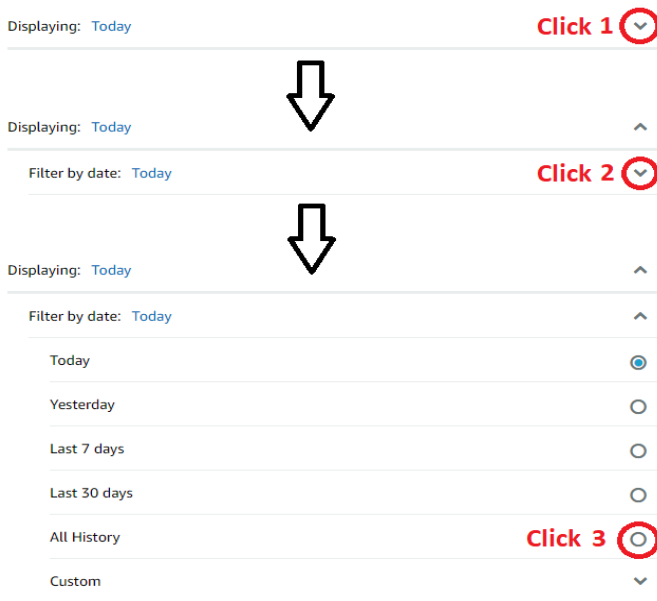 Displaying: Today Click 1
Displaying: Today
Filter by date: Today Click 2
Displaying: Today
Filter by date: Today
Today
Yesterday
Last 7 days
Last 30 days
All History Click 3
Custom